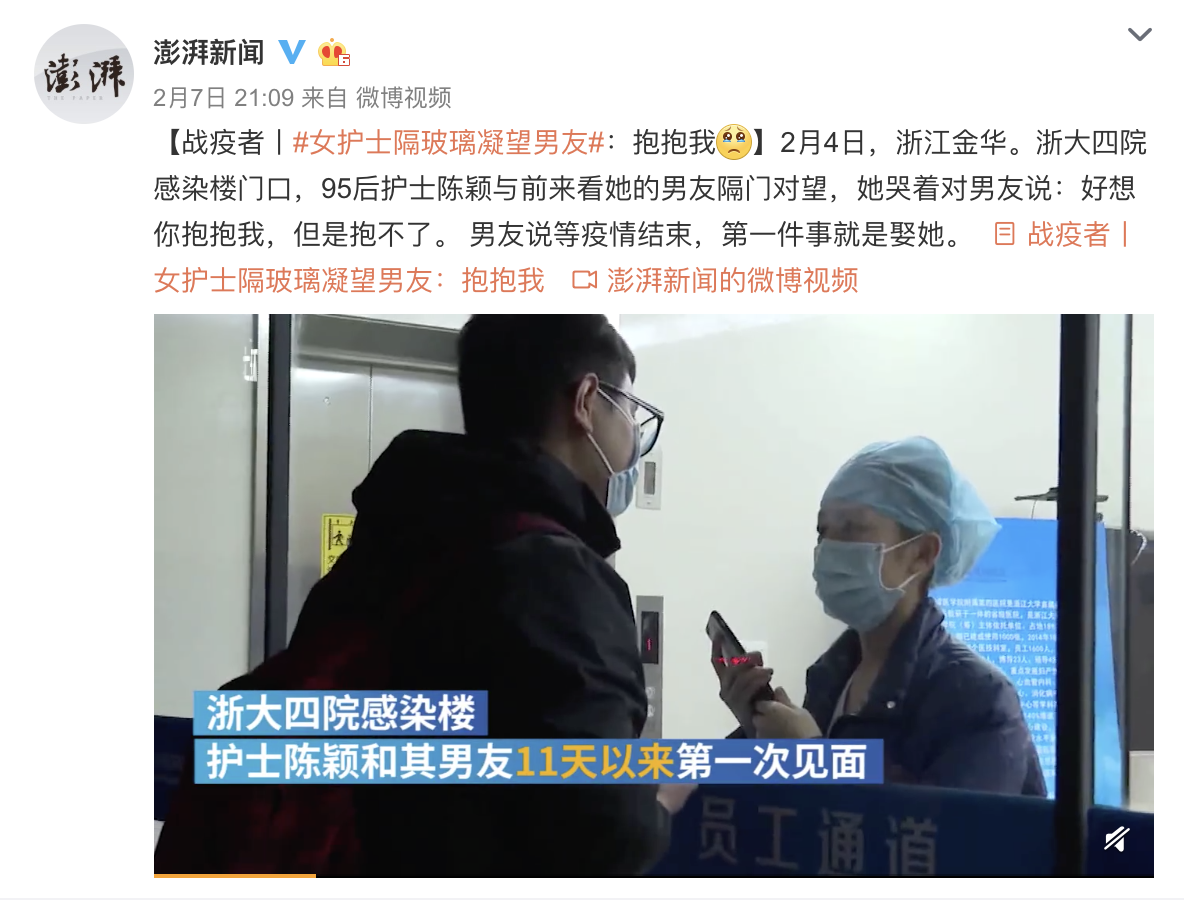 澎湃
THE PAPER
澎湃新闻
2月7日 21:09 来自 微博视频
【战疫者丨#女护士隔玻璃凝望男友#：抱抱我🥺】2月4日，浙江金华。浙大四院
感染楼门口，95后护士陈颖与前来看她的男友隔门对望，她哭着对男友说：好想
你抱抱我，但是抱不了。 男友说等疫情结束，第一件事就是娶她。 战疫者丨
女护士隔玻璃凝望男友：抱抱我 澎湃新闻的微博视频
浙大四院感染楼
护士陈颖和其男友11天以来第一次见面
员工通道